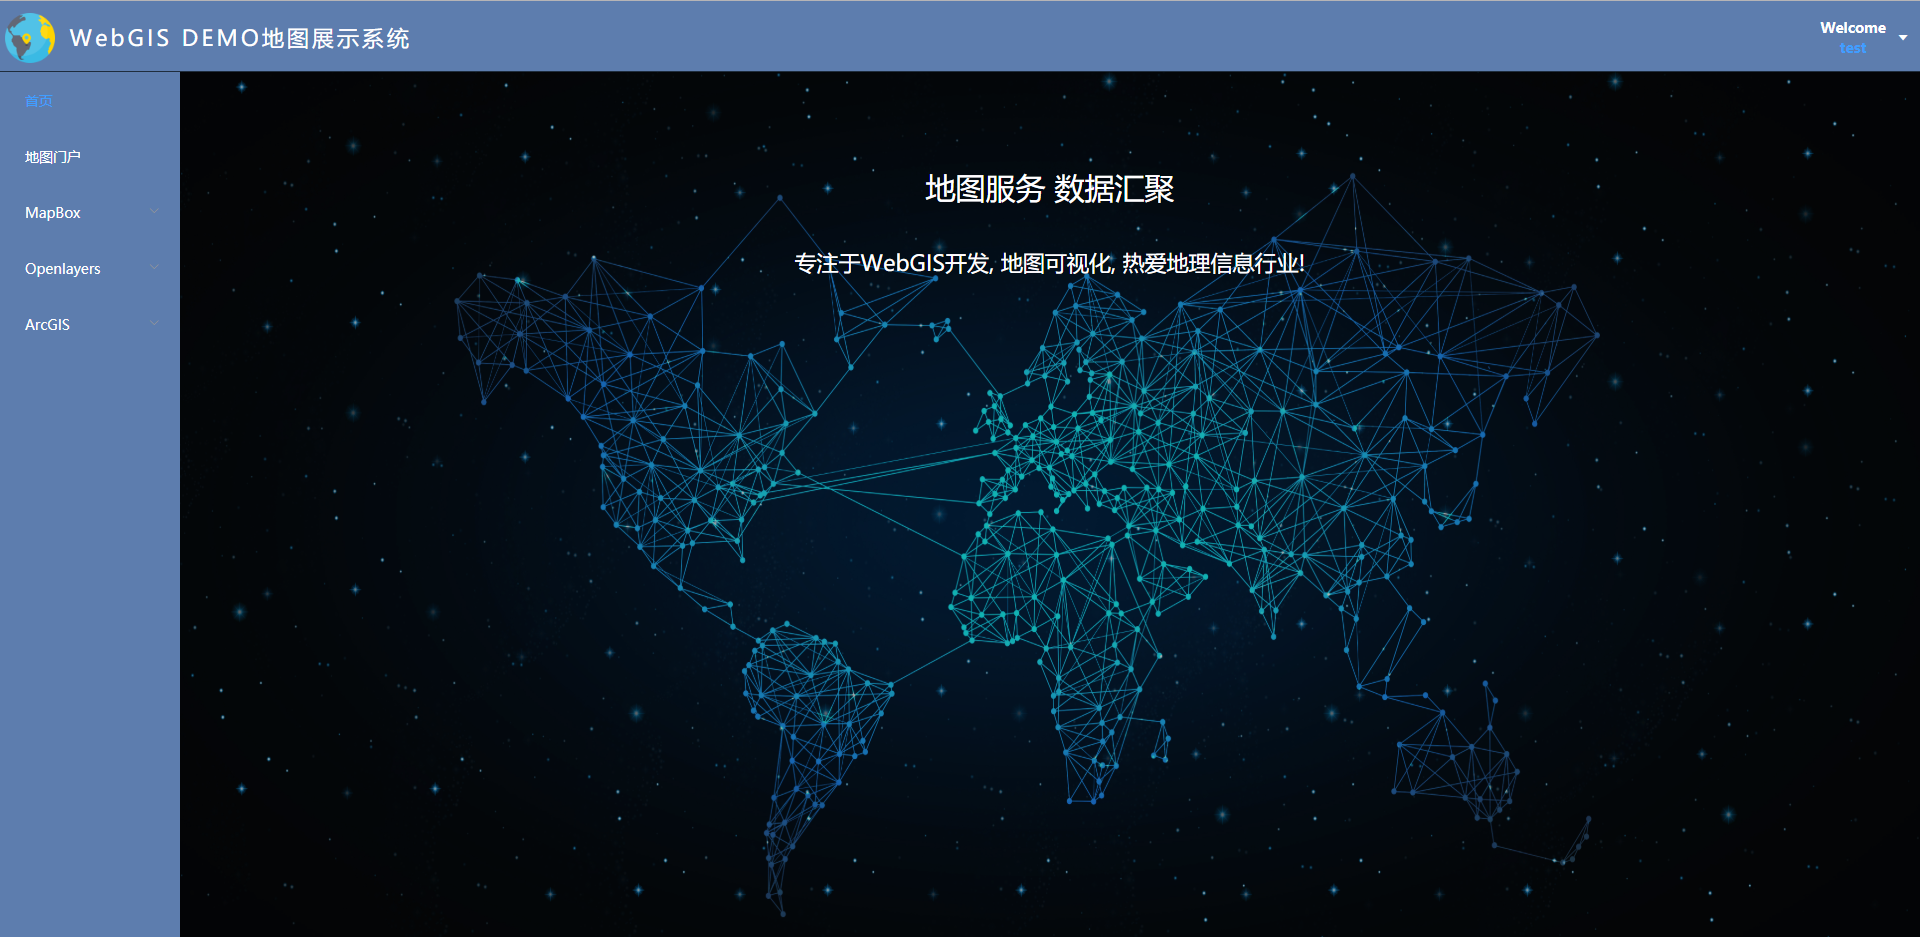 WebGIS DEMO地图展示系统
Welcome
test
首页
地图门户
MapBox
Openlayers
ArcGIS
地图服务 数据汇聚
专注于WebGIS开发, 地图可视化, 热爱地理信息行业!